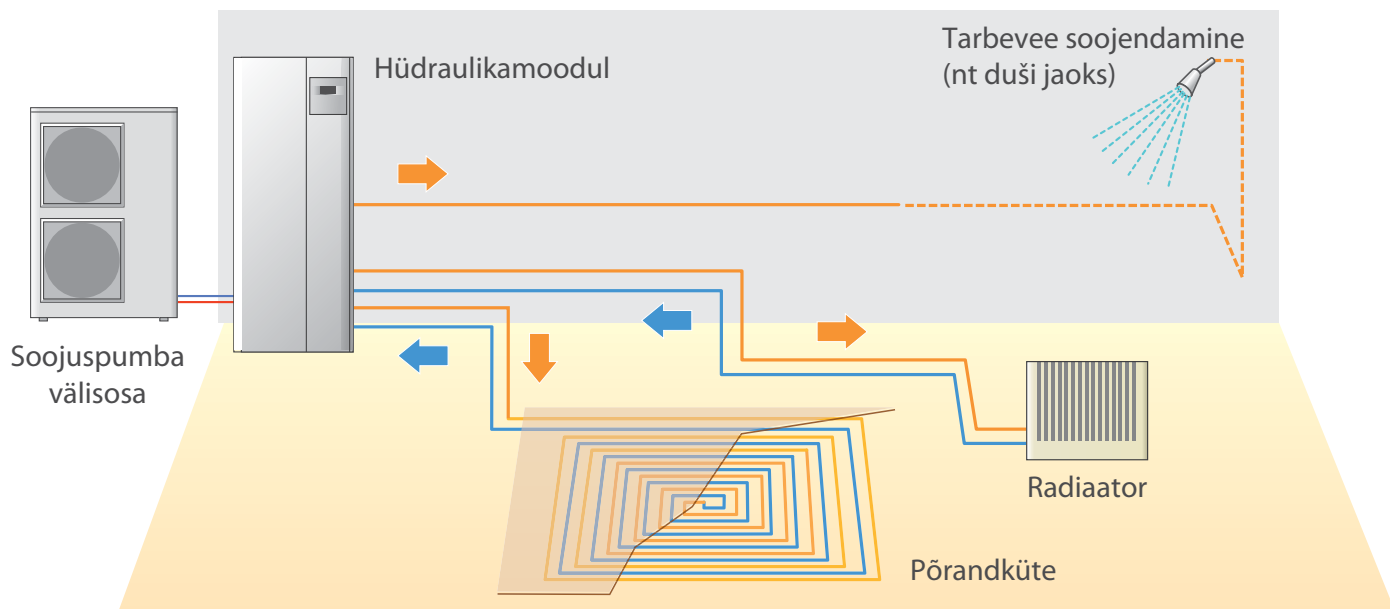 Hüdraulikamoodul
Tarbevee soojendamine
(nt duši jaoks)
Soojuspumba
välisosa
Radiaator
Põrandküte